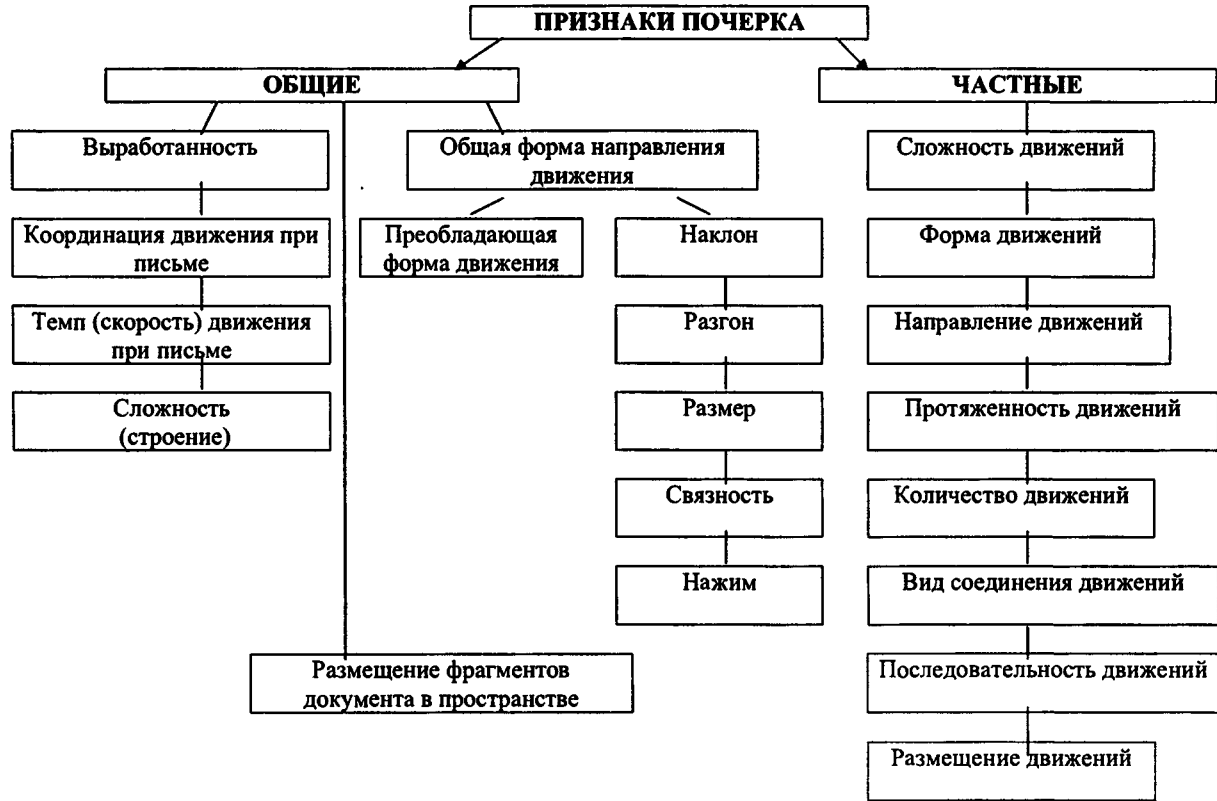 ПРИЗНАКИ ПОЧЕРКА
ОБЩИЕ
ЧАСТНЫЕ
Выработанность
Координация движения при
письме
Темп (скорость) движения
при письме
Сложность
(строение)
Общая форма направления
движения
Преобладающая
форма движения
Наклон
Разгон
Размер
Связность
Нажим
Размещение фрагментов
документа в пространстве
Сложность движений
Форма движений
Направление движений
Протяженность движений
Количество движений
Вид соединения движений
Последовательность движений
Размещение движений